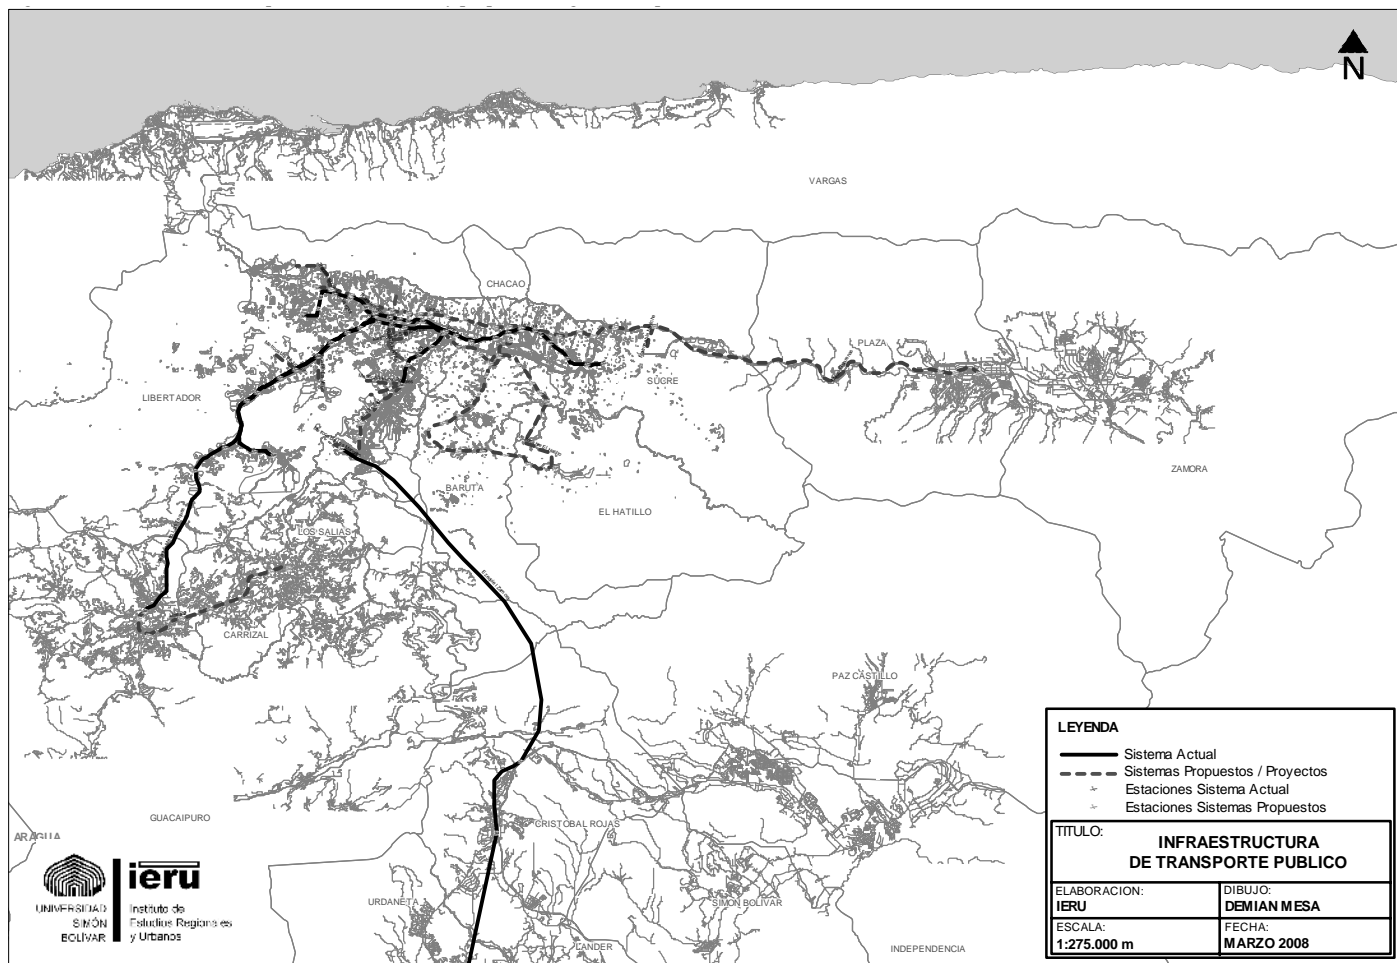 N
VARGAS
CHACAO
PLAZA
SUCRE
LIBERTADOR
ZAMORA
BARUTA
EL HATILLO
LOS SALIAS
CARRIZAL
PAZ CASTILLO
GUACAIPURO
CRISTOBAL ROJAS
ARAGUA
URDANETA
SIMON BOLIVAR
LANDER
INDEPENDENCIA
UNIVERSIDAD
SIMÓN
BOLÍVAR
ieru
Instituto de
Estudios Regionales
y Urbanos
LEYENDA
Sistema Actual
Sistemas Propuestos / Proyectos
Estaciones Sistema Actual
Estaciones Sistemas Propuestos
TITULO:
INFRAESTRUCTURA
DE TRANSPORTE PUBLICO
ELABORACION:
IERU
DIBUJO:
DEMIAN MESA
ESCALA:
1:275.000 m
FECHA:
MARZO 2008